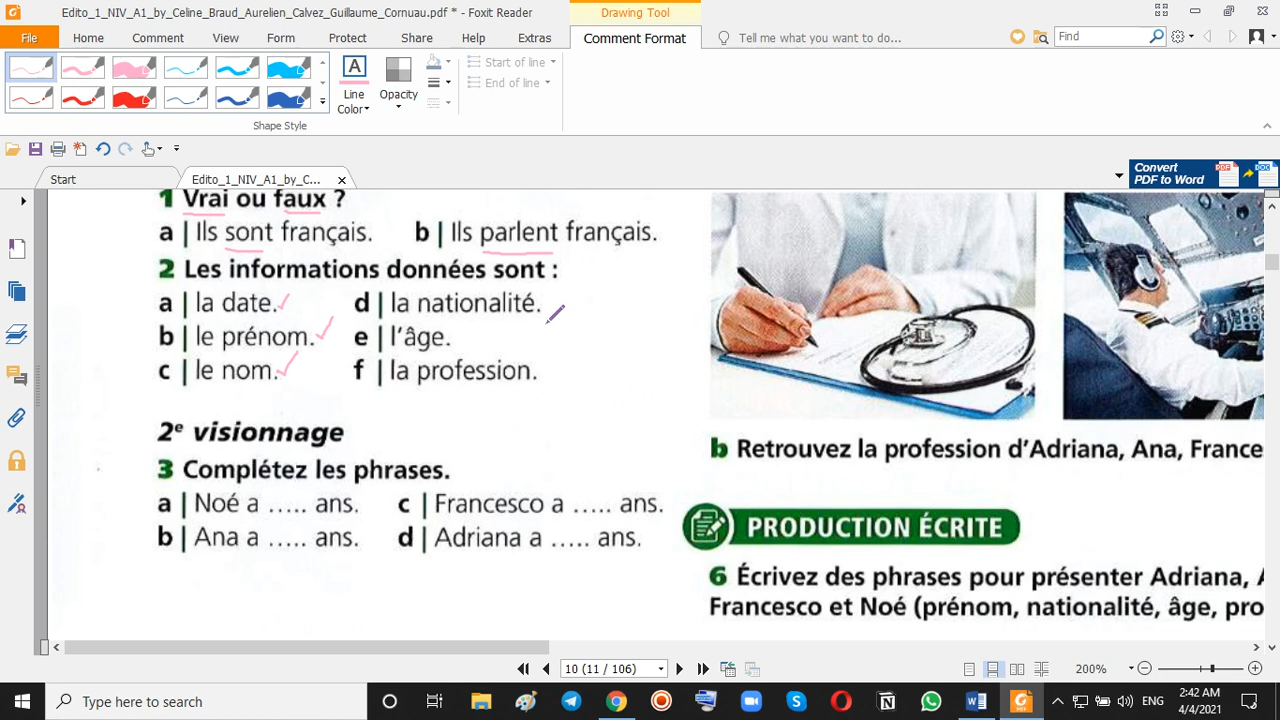 Edito_1_NIV_A1_by_Celine_Braud_Aurelien_Calvez_Guillaume_Cornuau.pdf * - Foxit Reader
Drawing Tool
File Home Comment View Form Protect Share Help Extras Comment Format Tell me what you want to do... Find
Line Color
Opacity
Start of line
End of line
Shape Style
Start
Edito_1_NIV_A1_by_C...
Convert
PDF to Word
1 Vrai ou faux ?
a | Ils sont français. b | Ils parlent français.
2 Les informations données sont :
a | la date. d | la nationalité.
b | le prénom. e | l'âge.
c | le nom. f | la profession.
2e visionnage
3 Complétez les phrases.
a | Noé a ..... ans. c | Francesco a ..... ans.
b | Ana a ..... ans. d | Adriana a ..... ans.
b Retrouvez la profession d'Adriana, Ana, France
PRODUCTION ÉCRITE
6 Écrivez des phrases pour présenter Adriana, A
Francesco et Noé (prénom, nationalité, âge, pro
10 (11 / 106)
200%
Type here to search
ENG
2:42 AM
4/4/2021